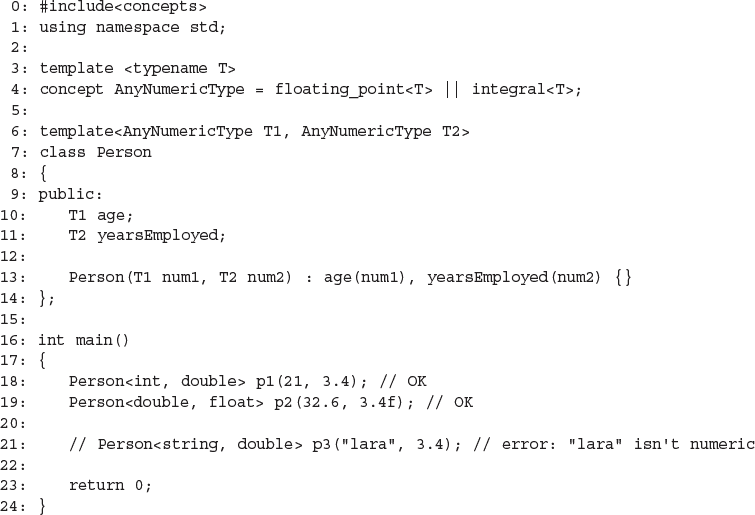 0: #include<concepts>
1: using namespace std;
2:
3: template <typename T>
4: concept AnyNumericType = floating_point<T> || integral<T>;
5:
6: template<AnyNumericType T1, AnyNumericType T2>
7: class Person
8: {
9: public:
10:    T1 age;
11:    T2 yearsEmployed;
12:
13:    Person(T1 num1, T2 num2) : age(num1), yearsEmployed(num2) {}
14: };
15:
16: int main()
17: {
18:    Person<int, double> p1(21, 3.4); // OK
19:    Person<double, float> p2(32.6, 3.4f); // OK
20:
21:    // Person<string, double> p3("lara", 3.4); // error: "lara" isn't numeric
22:
23:    return 0;
24: }